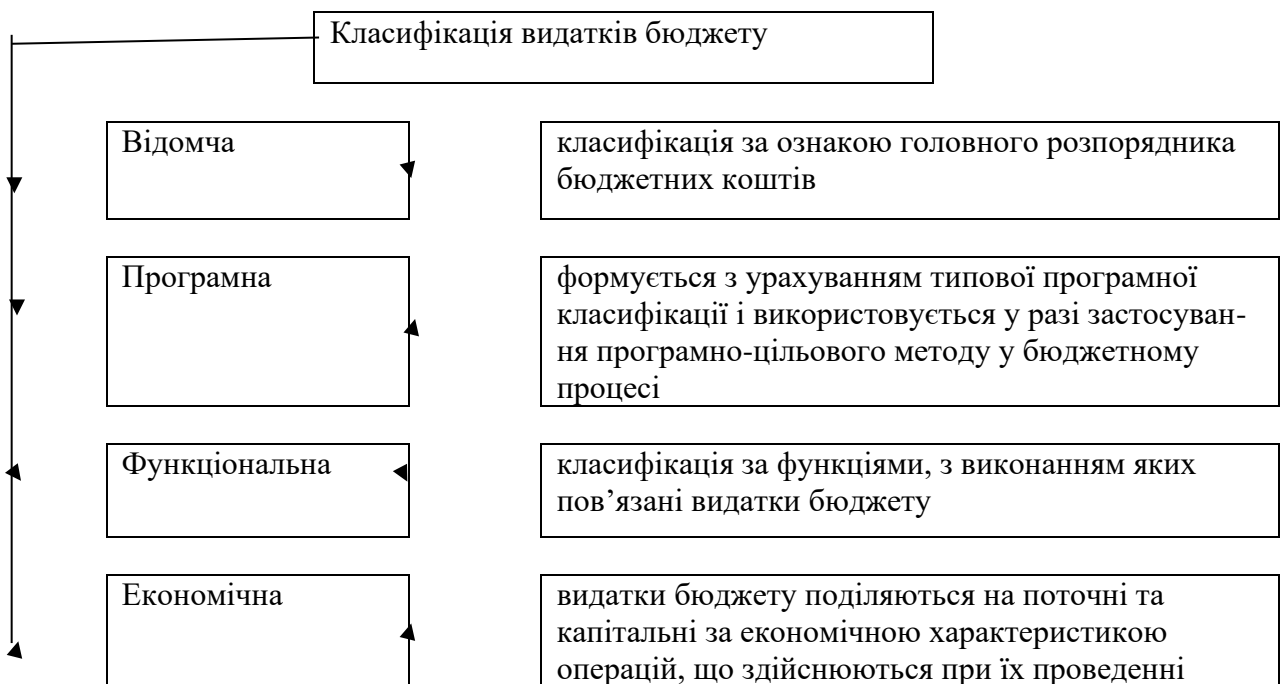 Класифікація видатків бюджету
Відомча
класифікація за ознакою головного розпорядника
бюджетних коштів
Програмна
формується з урахуванням типової програмної
класифікації і використовується у разі застосуван-
ня програмно-цільового методу у бюджетному
процесі
Функціональна
класифікація за функціями, з виконанням яких
пов’язані видатки бюджету
Економічна
видатки бюджету поділяються на поточні та
капітальні за економічною характеристикою
операцій, що здійснюються при їх проведенні